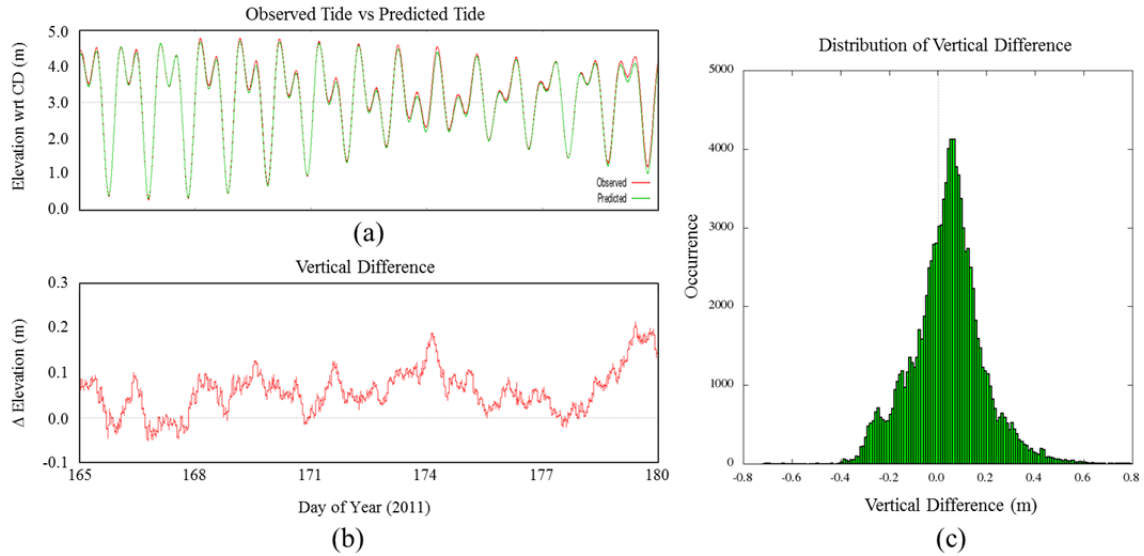 Observed Tide vs Predicted Tide
5.0
4.0
3.0
2.0
1.0
0.0
Elevation wrt CD (m)
Observed
Predicted
(a)
Vertical Difference
0.3
0.2
0.1
0.0
-0.1
Δ Elevation (m)
165 168 171 174 177 180
Day of Year (2011)
(b)
Distribution of Vertical Difference
5000
4000
3000
2000
1000
0
Occurrence
-0.8 -0.6 -0.4 -0.2 0.0 0.2 0.4 0.6 0.8
Vertical Difference (m)
(c)